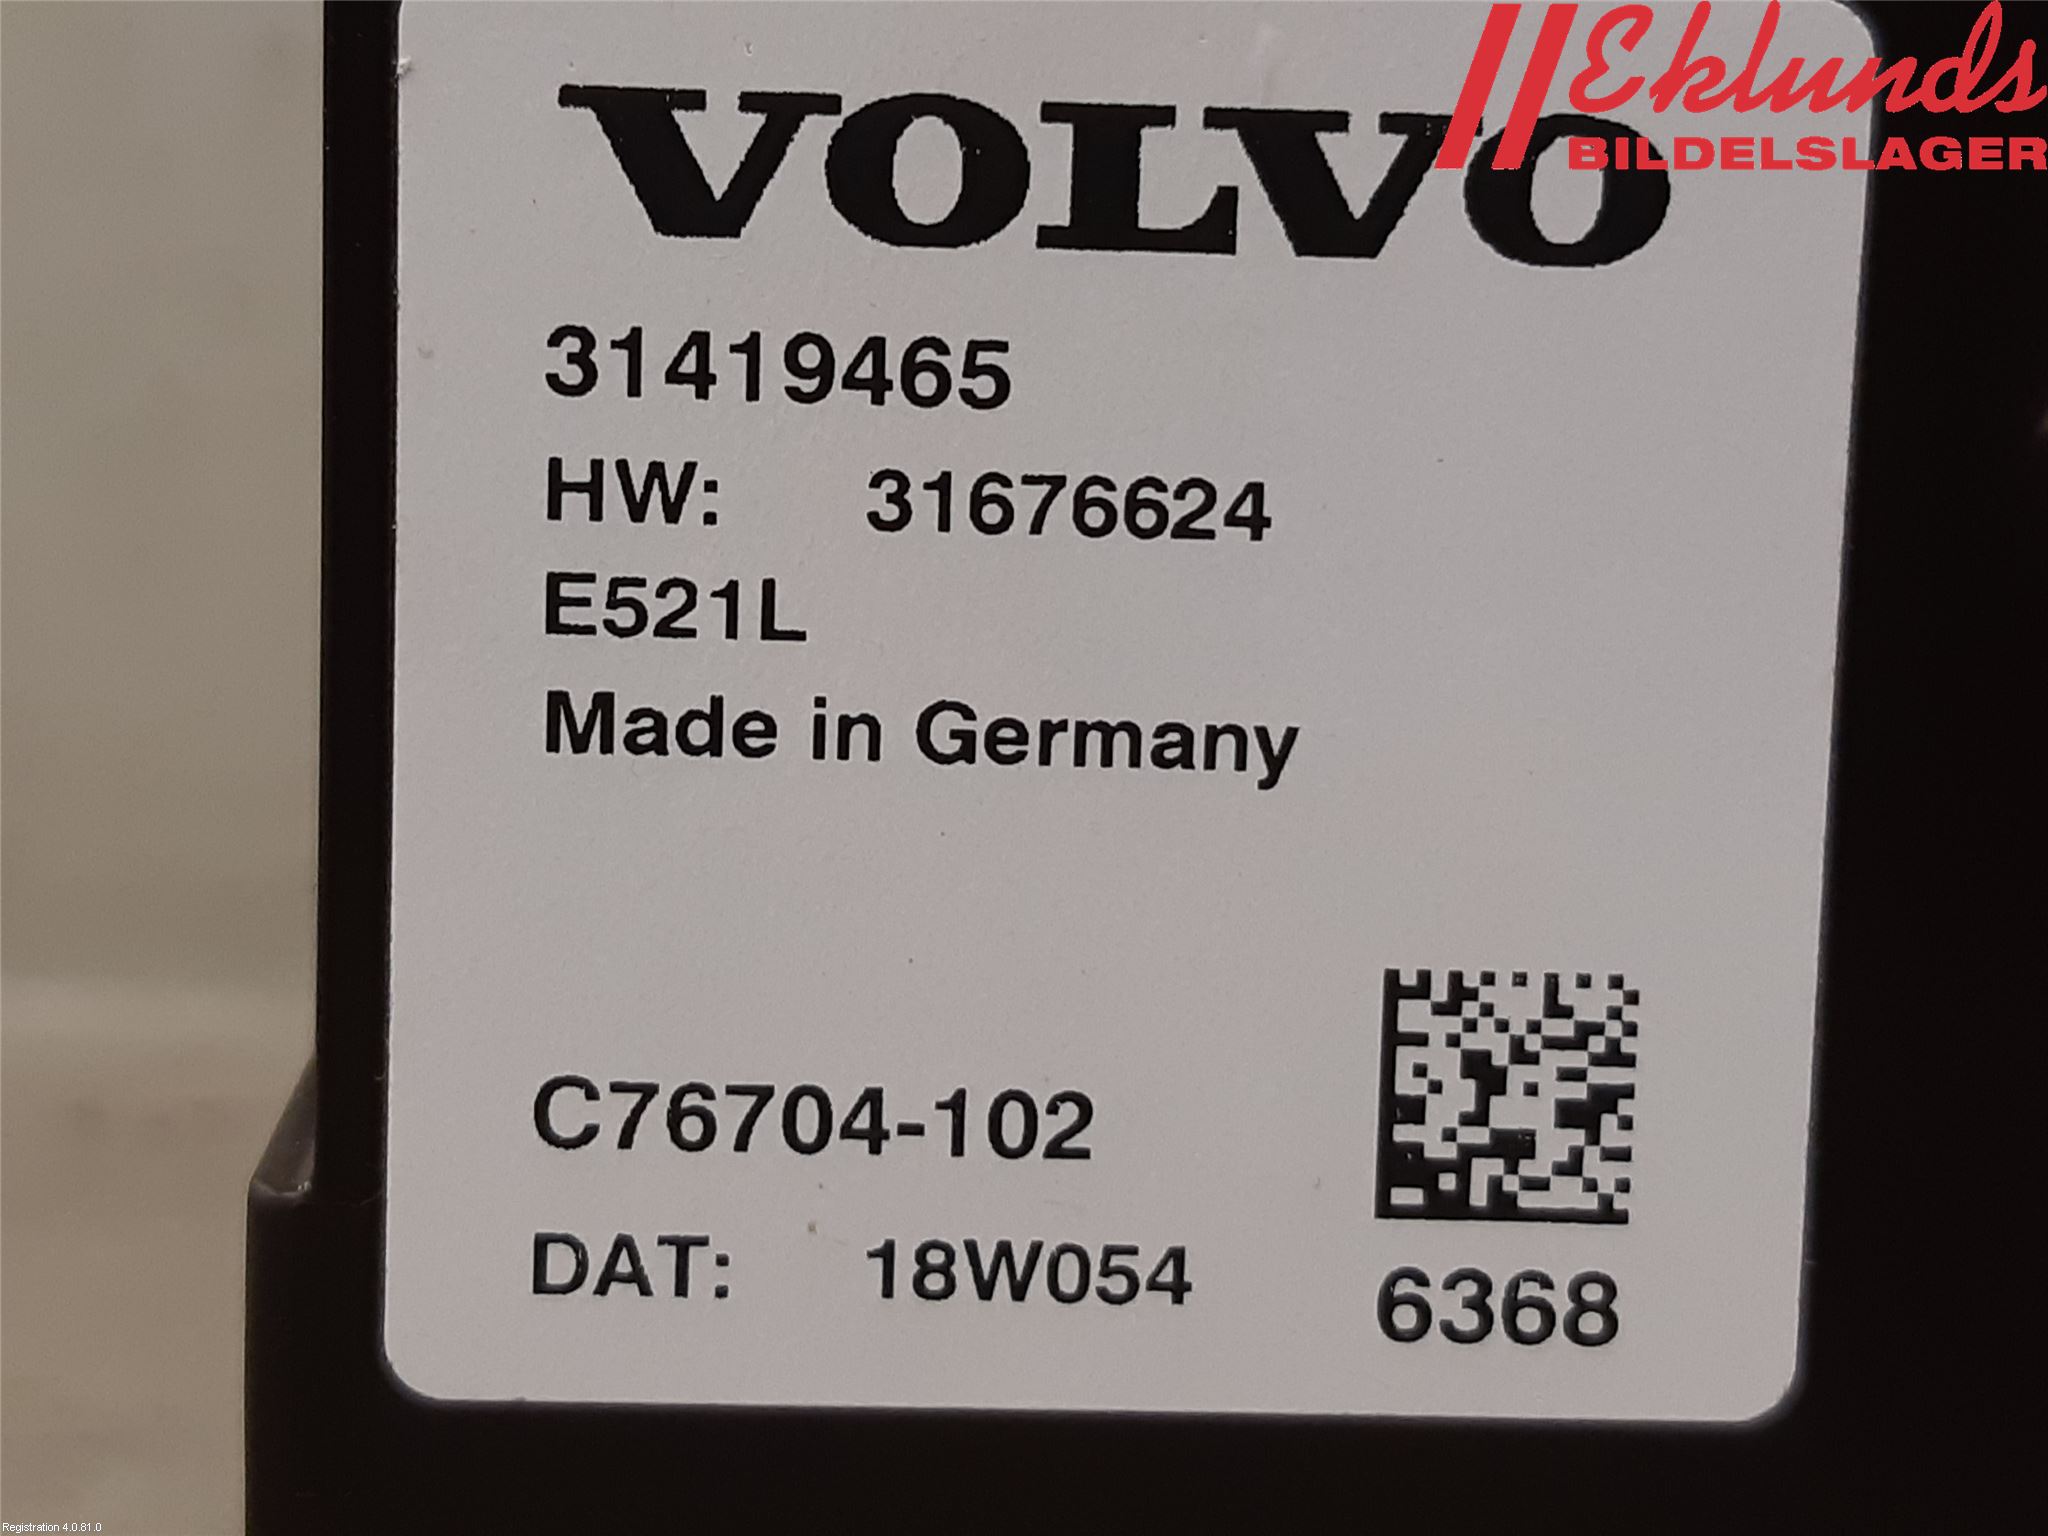 Eklunds
BILDELSLAGER
VOLVO
31419465
HW: 31676624
E521L
Made in Germany
C76704-102
DAT: 18W054
6368
Registration 4.0.81.0